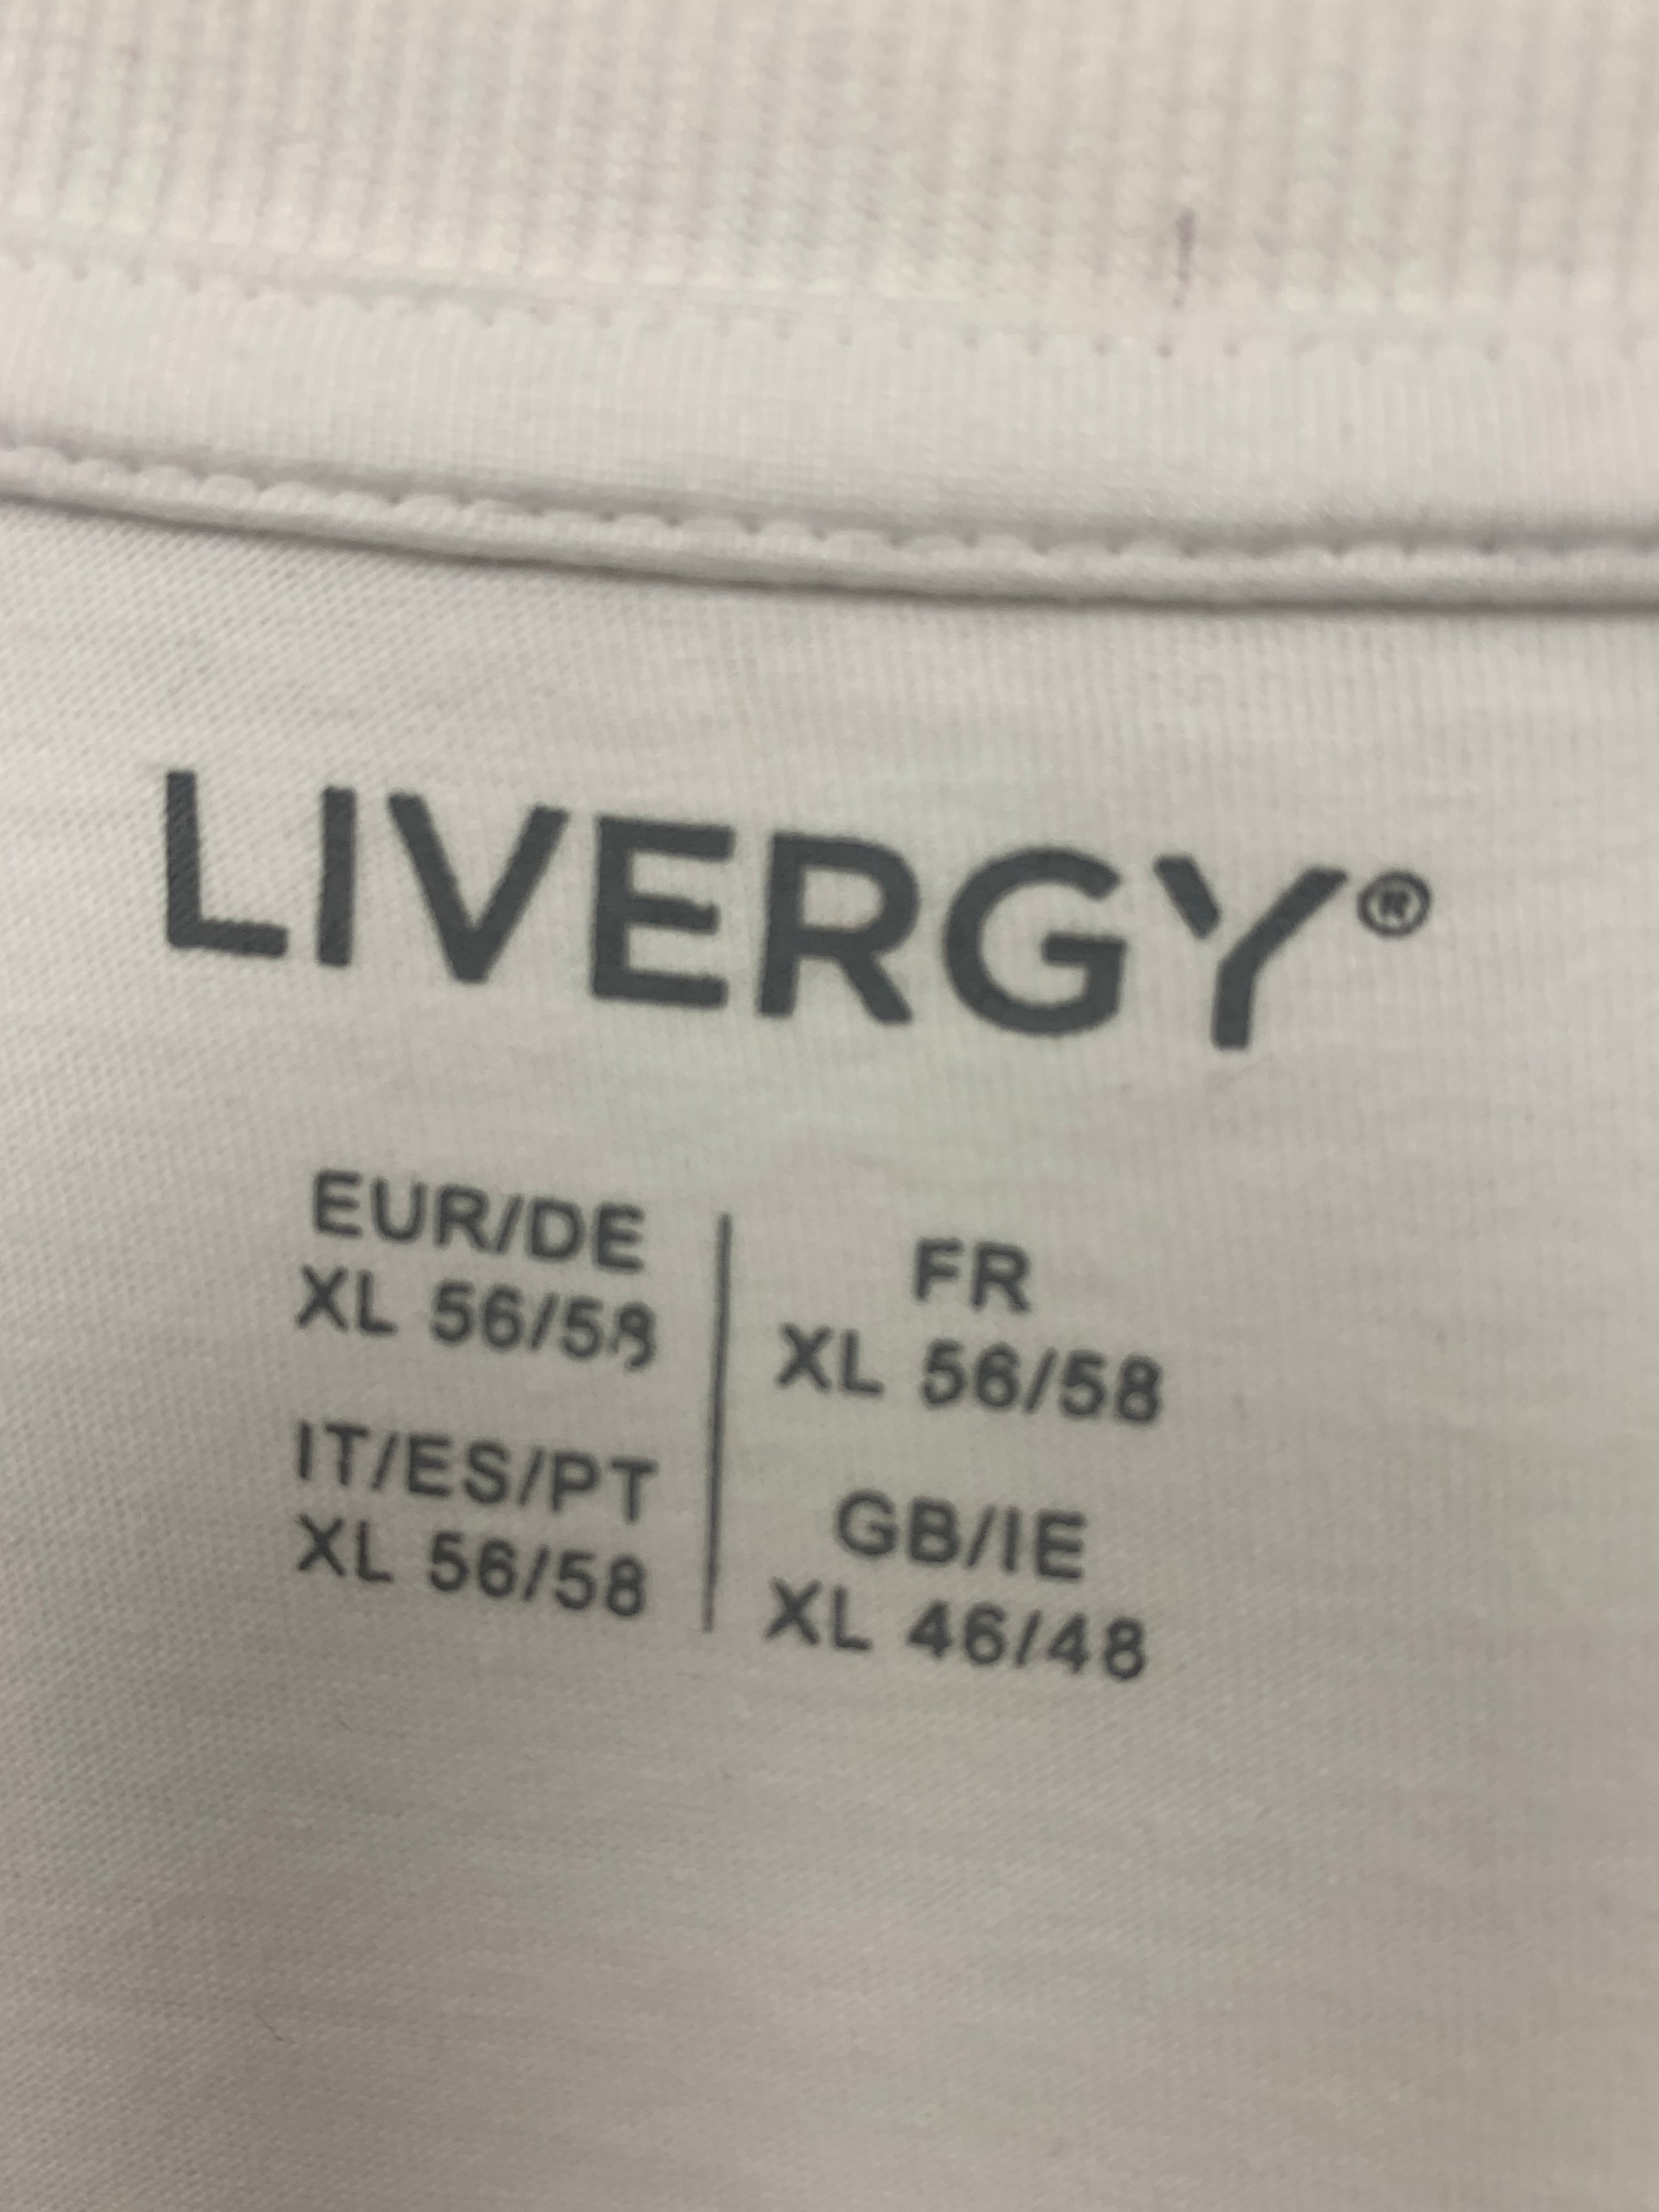 LIVERGY®
EUR/DE
XL 56/58
IT/ES/PT
XL 56/58
FR
XL 56/58
GB/IE
XL 46/48